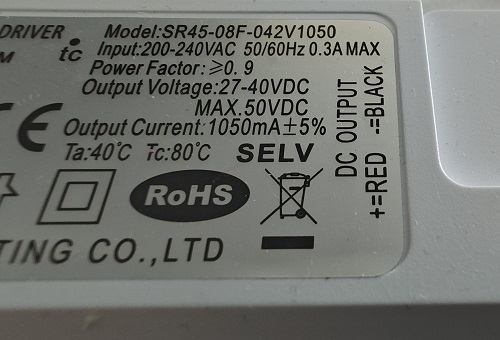 DRIVER Model:SR45-08F-042V1050
M tc Input:200-240VAC 50/60Hz 0.3A MAX
Power Factor:≥0.9
Output Voltage:27-40VDC
MAX.50VDC
CE Output Current:1050mA±5%
Ta:40℃ Tc:80℃ SELV
RoHS
TING CO.,LTD
DC OUTPUT
+=RED -=BLACK